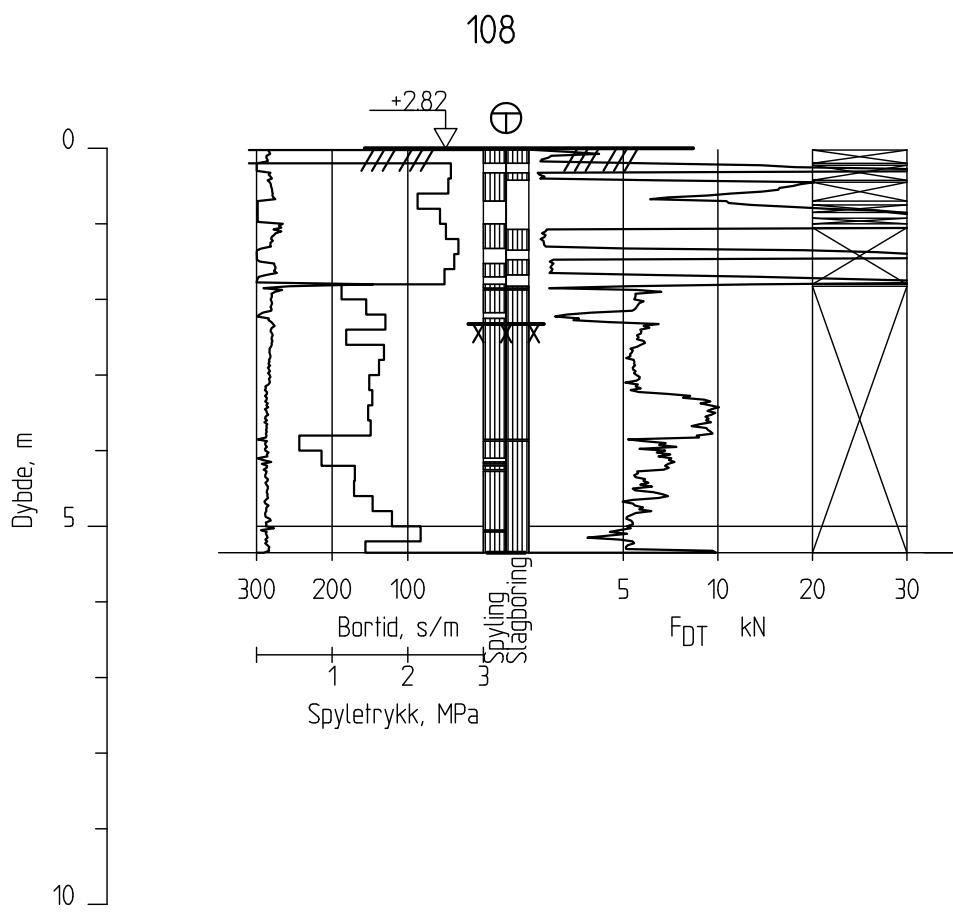 108
+2.82
0
Dybde, m
5
300 200 100 5 10 20 30
Spyling
Slagboring
Bortid, s/m
FDT kN
1 2 3
Spyletrykk, MPa
10